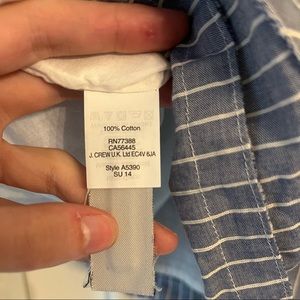 100% Cotton
RN77388
CA56445
J. CREW U.K. Ltd EC4V 6JA
Style A5390
SU 14